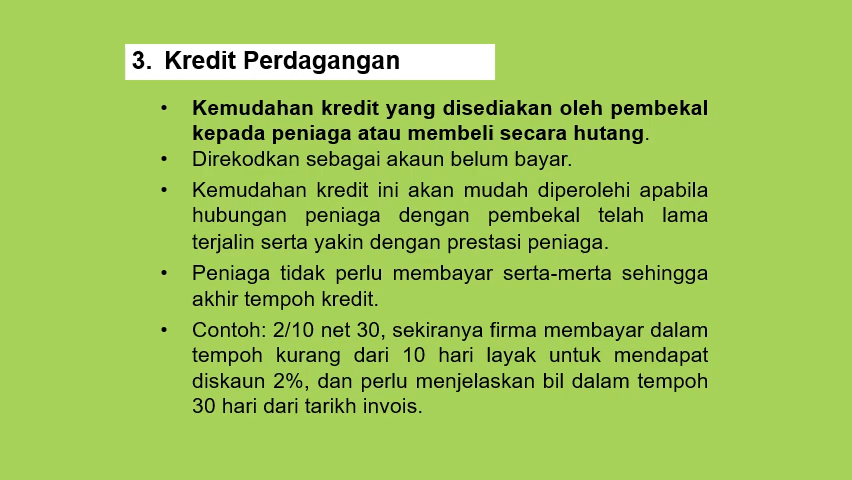 3. Kredit Perdagangan
• Kemudahan kredit yang disediakan oleh pembekal
kepada peniaga atau membeli secara hutang.
• Direkodkan sebagai akaun belum bayar.
• Kemudahan kredit ini akan mudah diperolehi apabila
hubungan peniaga dengan pembekal telah lama
terjalin serta yakin dengan prestasi peniaga.
• Peniaga tidak perlu membayar serta-merta sehingga
akhir tempoh kredit.
• Contoh: 2/10 net 30, sekiranya firma membayar dalam
tempoh kurang dari 10 hari layak untuk mendapat
diskaun 2%, dan perlu menjelaskan bil dalam tempoh
30 hari dari tarikh invois.